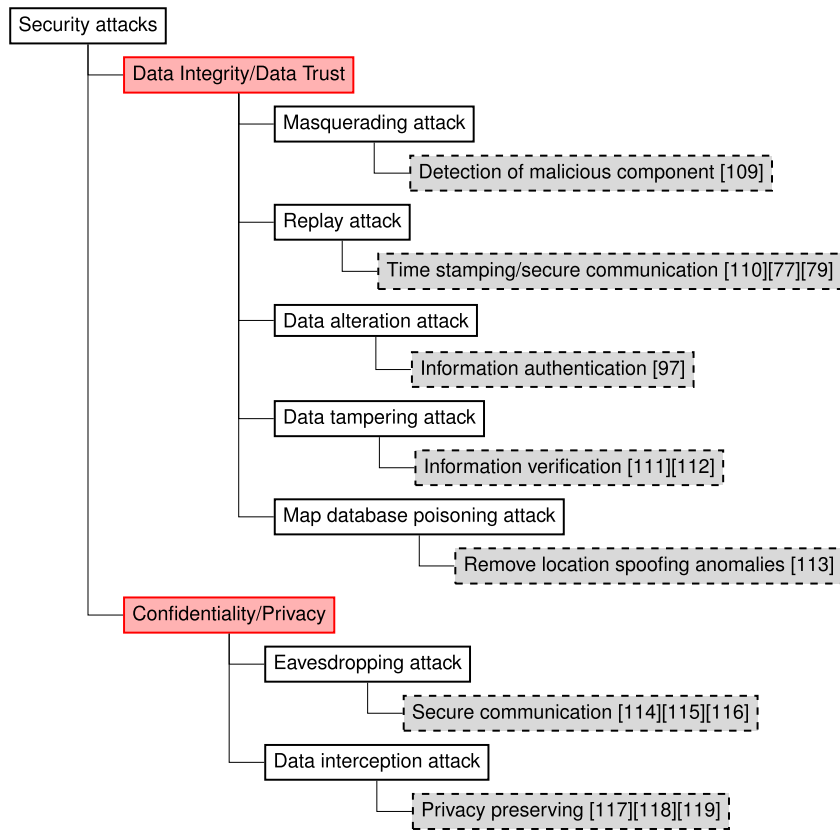 Security attacks
Data Integrity/Data Trust
Masquerading attack
Detection of malicious component [109]
Replay attack
Time stamping/secure communication [110][77][79]
Data alteration attack
Information authentication [97]
Data tampering attack
Information verification [111][112]
Map database poisoning attack
Remove location spoofing anomalies [113]
Confidentiality/Privacy
Eavesdropping attack
Secure communication [114][115][116]
Data interception attack
Privacy preserving [117][118][119]